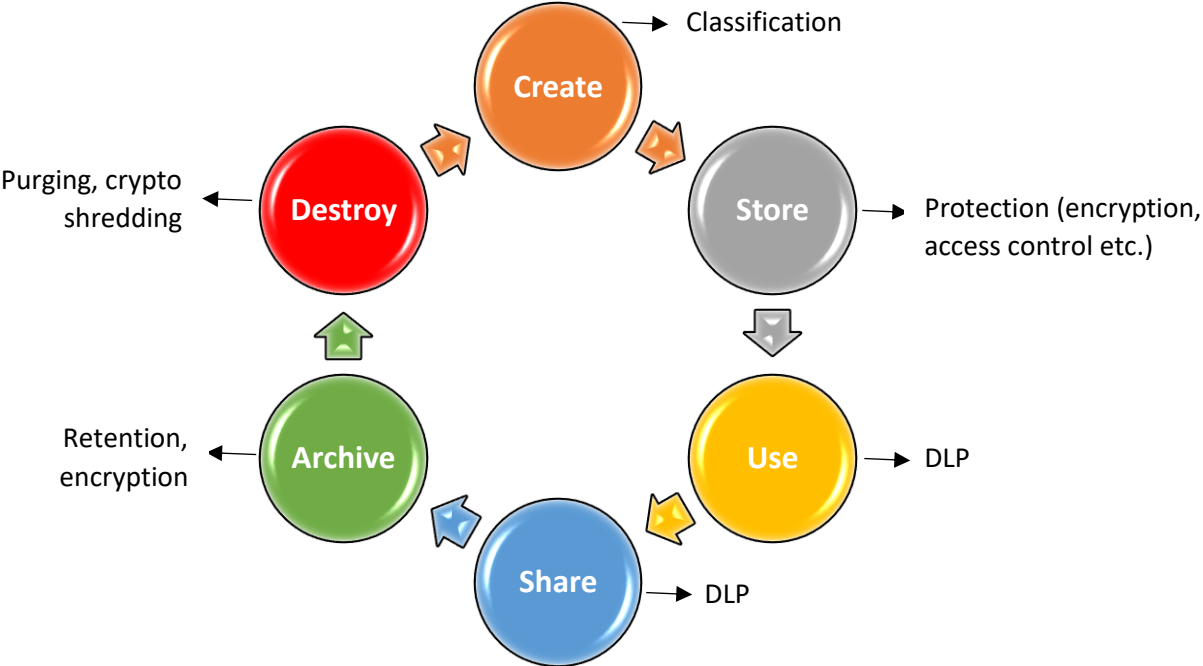 Create
Classification
Store
Protection (encryption,
access control etc.)
Use
DLP
Share
DLP
Archive
Retention,
encryption
Destroy
Purging, crypto
shredding